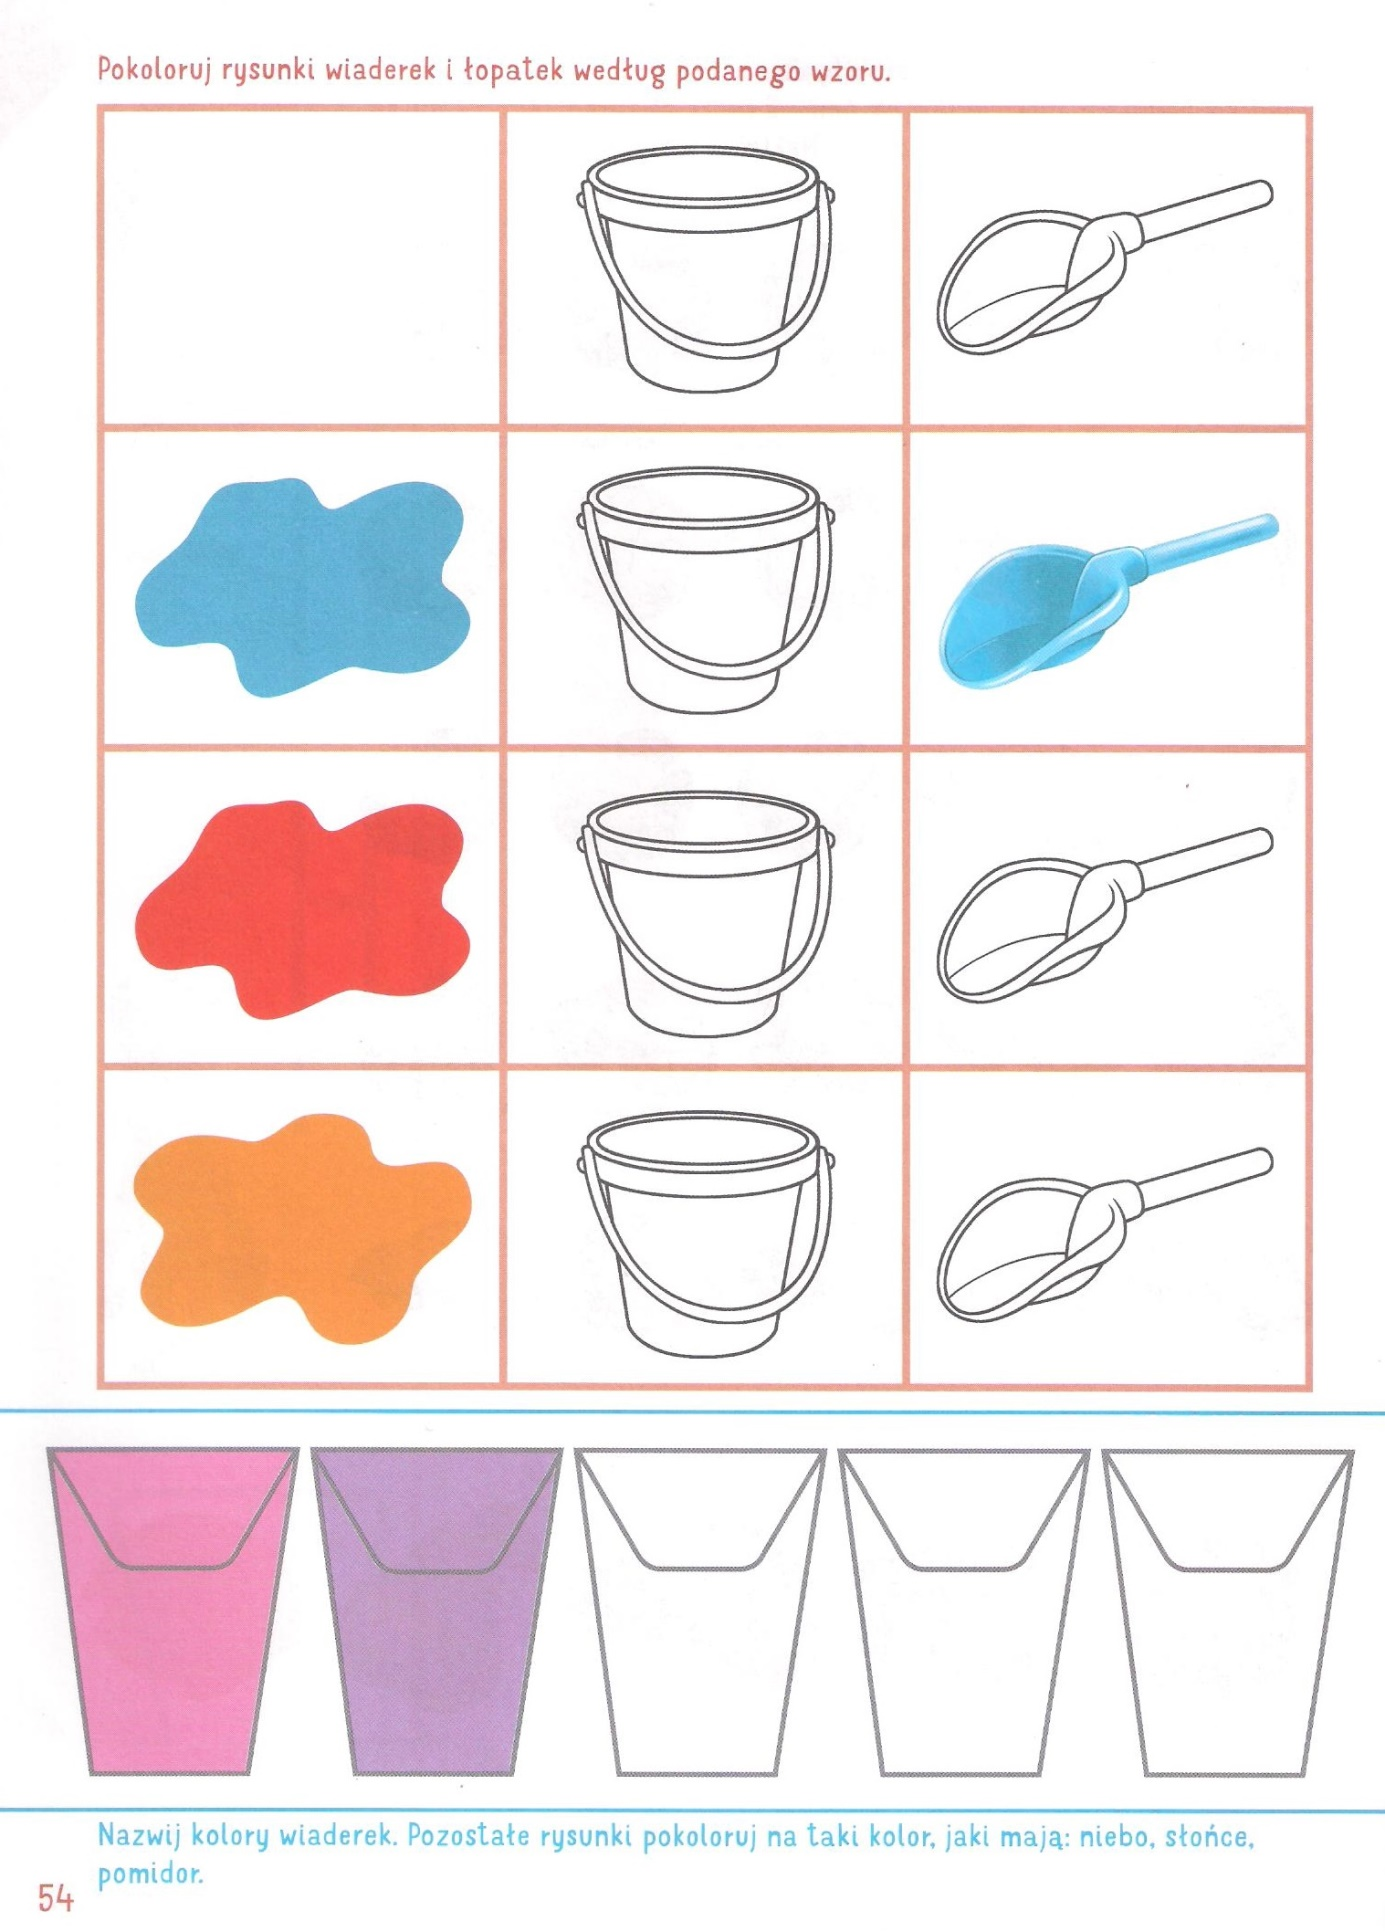 Pokoloruj rysunki wiaderek i łopatek według podanego wzoru.
Nazwij kolory wiaderek. Pozostałe rysunki pokoloruj na taki kolor, jaki mają: niebo, słońce,
pomidor.
54